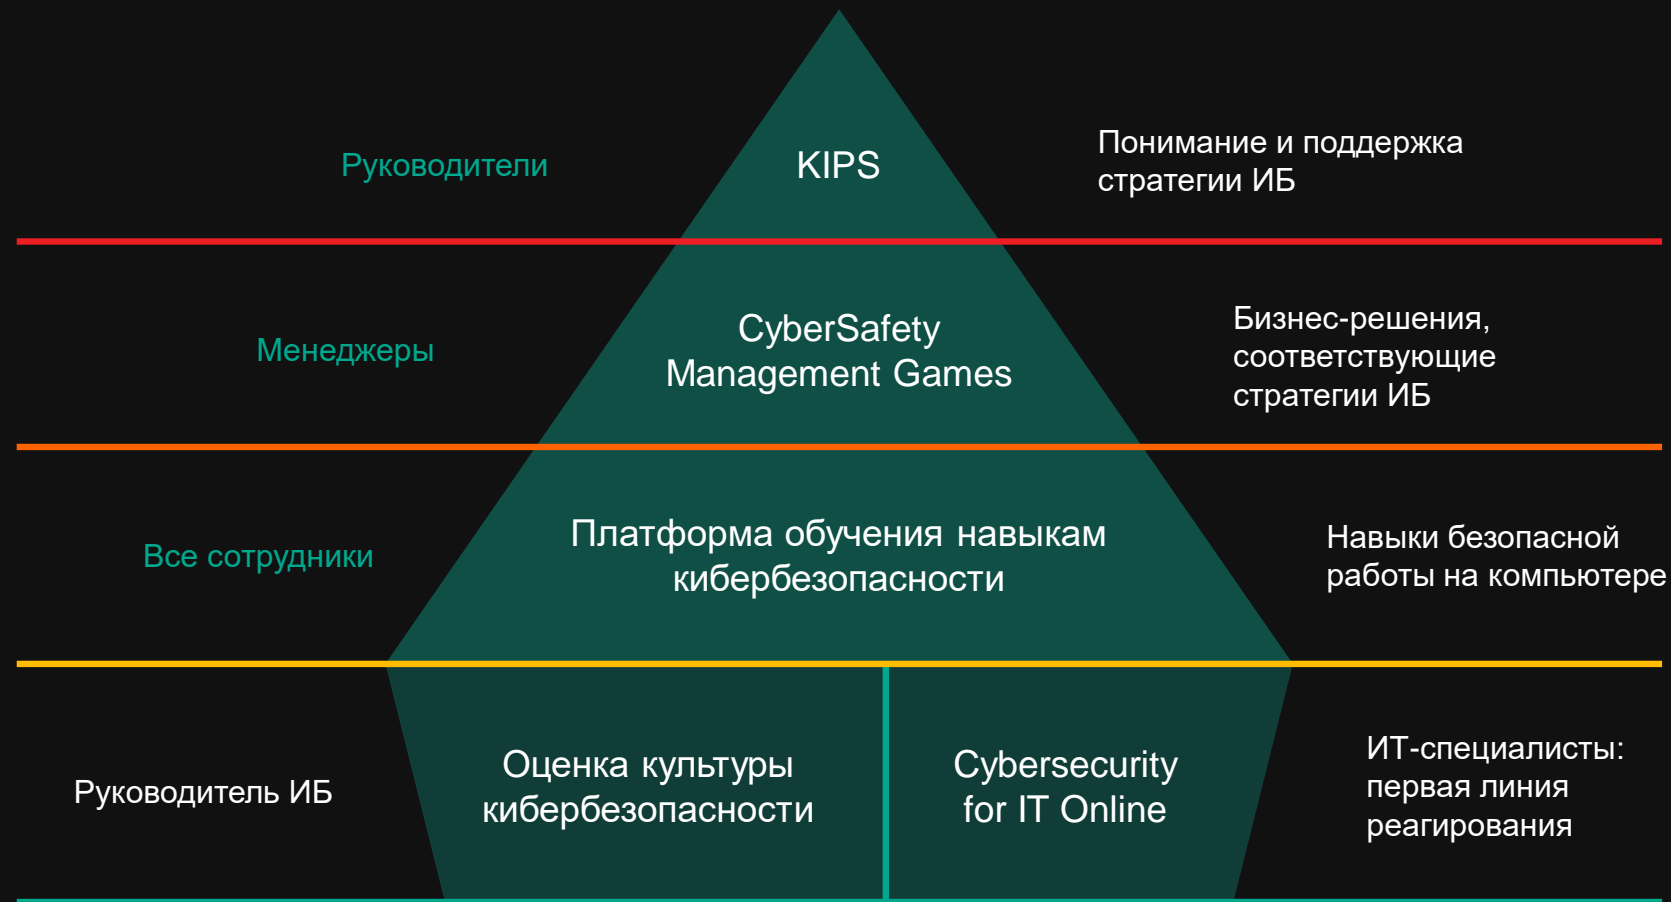 Руководители
KIPS
Понимание и поддержка
стратегии ИБ
Менеджеры
CyberSafety
Management Games
Бизнес-решения,
соответствующие
стратегии ИБ
Все сотрудники
Платформа обучения навыкам
кибербезопасности
Навыки безопасной
работы на компьютере
Руководитель ИБ
Оценка культуры
кибербезопасности
Cybersecurity
for IT Online
ИТ-специалисты:
первая линия
реагирования